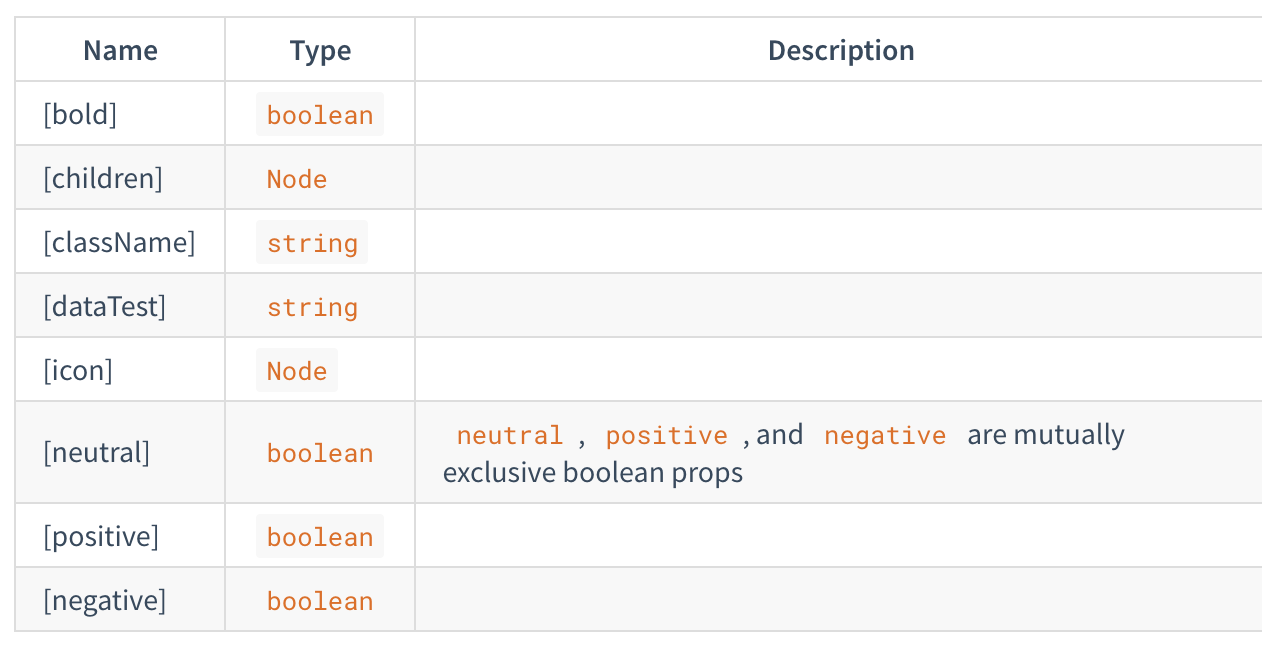 Name Type Description
[bold] boolean
[children] Node
[className] string
[dataTest] string
[icon] Node
[neutral] boolean neutral , positive , and negative are mutually
exclusive boolean props
[positive] boolean
[negative] boolean